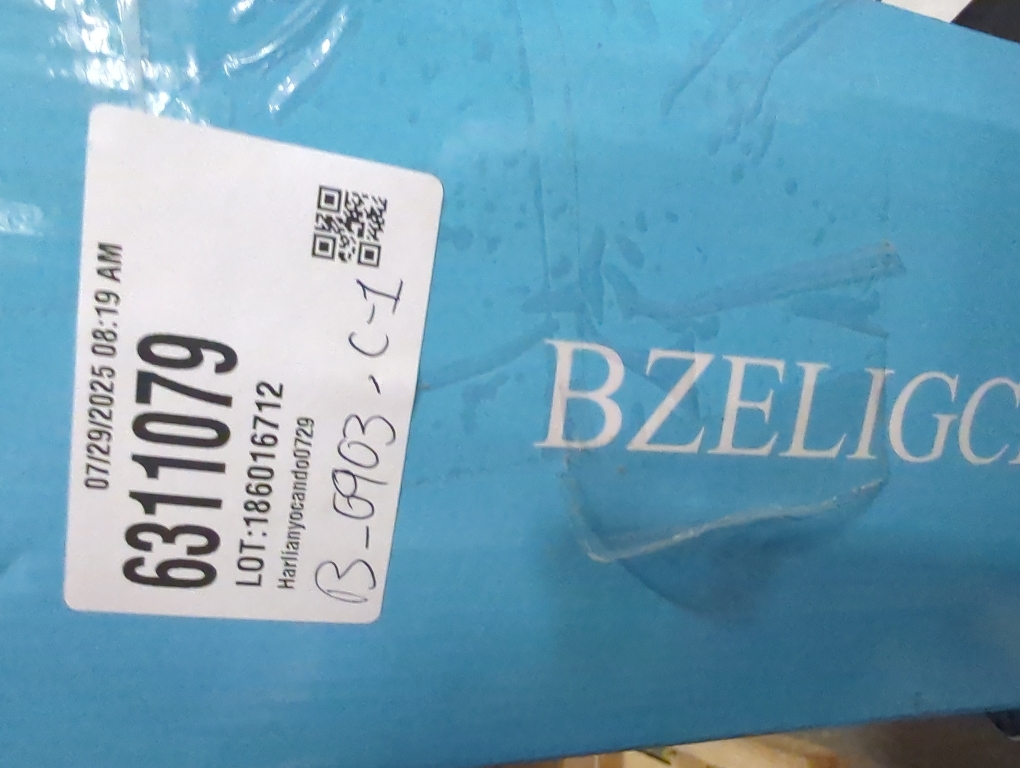 07/29/2025 08:19 AM
6311079
LOT:186016712
Harlianyocando0729
B_0903 - C-1
BZELIGC